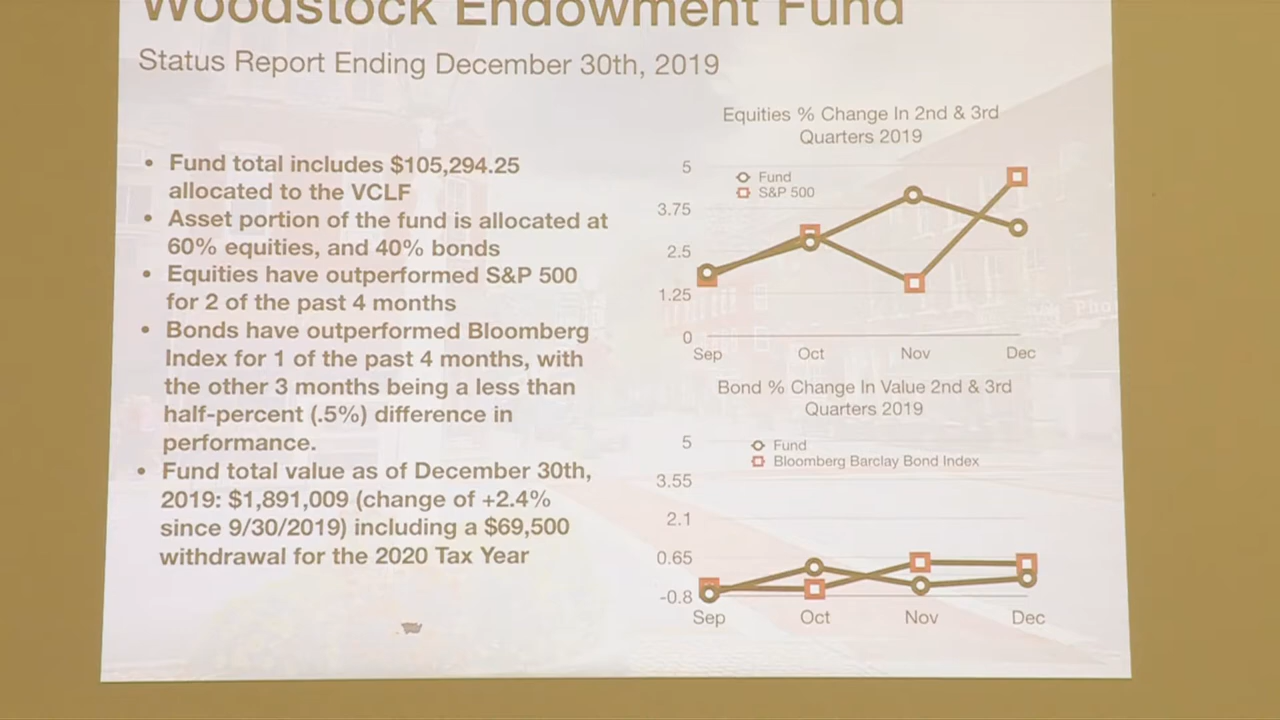 Woodstock Endowment Fund
Status Report Ending December 30th, 2019
• Fund total includes $105,294.25
allocated to the VCLF
• Asset portion of the fund is allocated at
60% equities, and 40% bonds
• Equities have outperformed S&P 500
for 2 of the past 4 months
• Bonds have outperformed Bloomberg
Index for 1 of the past 4 months, with
the other 3 months being a less than
half-percent (.5%) difference in
performance.
• Fund total value as of December 30th,
2019: $1,891,009 (change of +2.4%
since 9/30/2019) including a $69,500
withdrawal for the 2020 Tax Year
Equities % Change In 2nd & 3rd
Quarters 2019
Fund
S&P 500
5
3.75
2.5
1.25
0
Sep Oct Nov Dec
Bond % Change In Value 2nd & 3rd
Quarters 2019
Fund
Bloomberg Barclay Bond Index
5
3.55
2.1
0.65
-0.8
Sep Oct Nov Dec